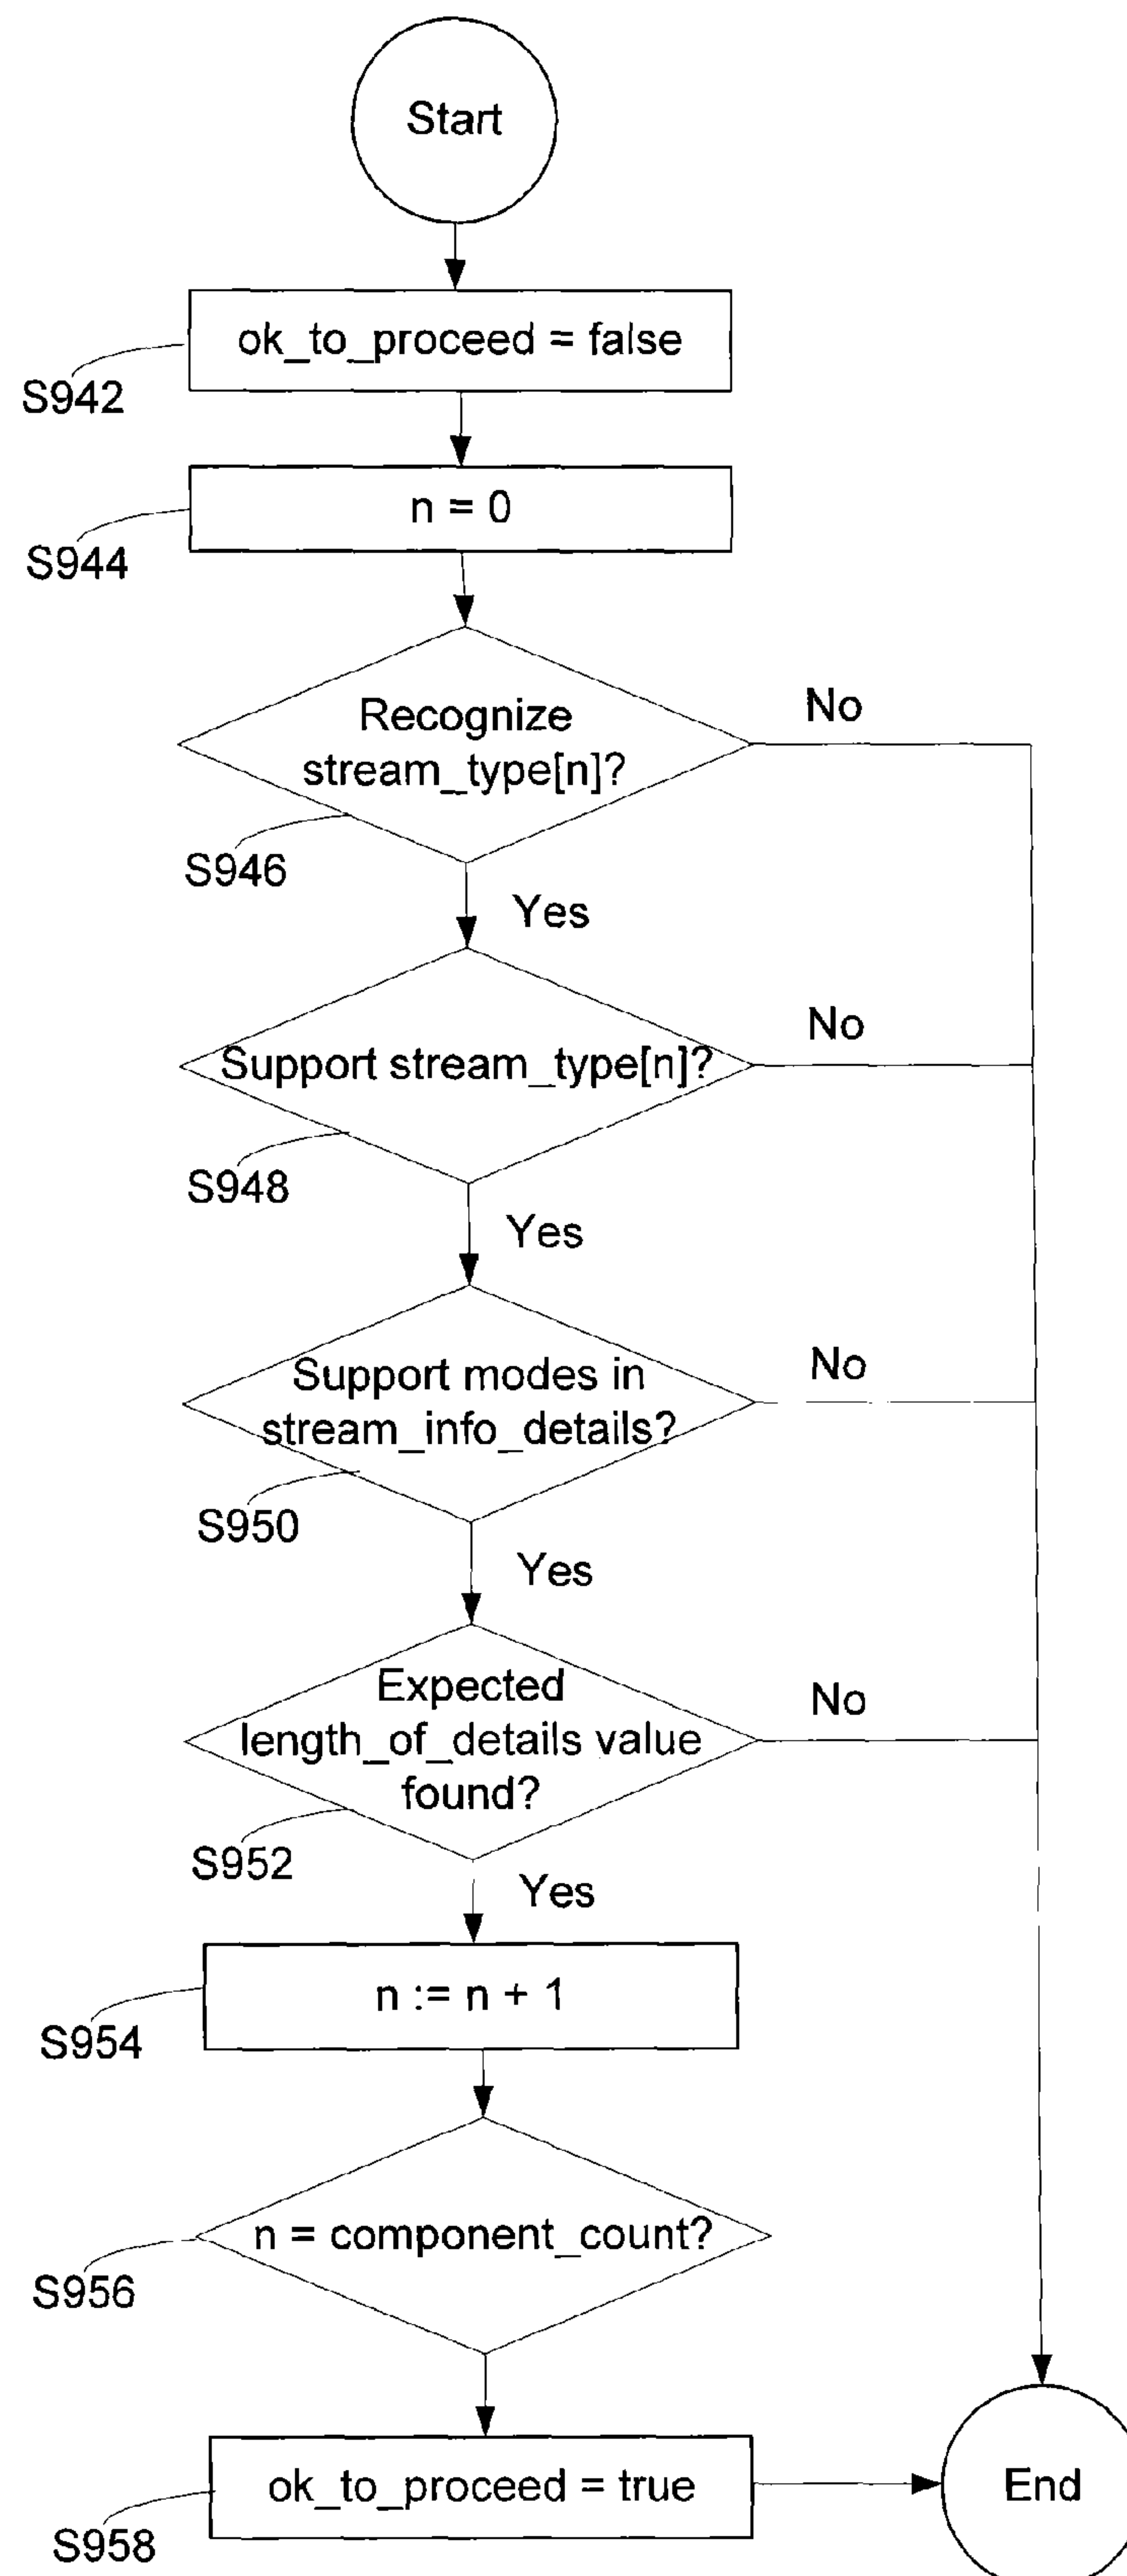 Start
ok_to_proceed = false
S942
n = 0
S944
Recognize
stream_type[n]?
No
S946
Yes
Support stream_type[n]?
No
S948
Yes
Support modes in
stream_info_details?
No
S950
Yes
Expected
length_of_details value
found?
No
S952
Yes
n := n + 1
S954
n = component_count?
S956
ok_to_proceed = true
End
S958